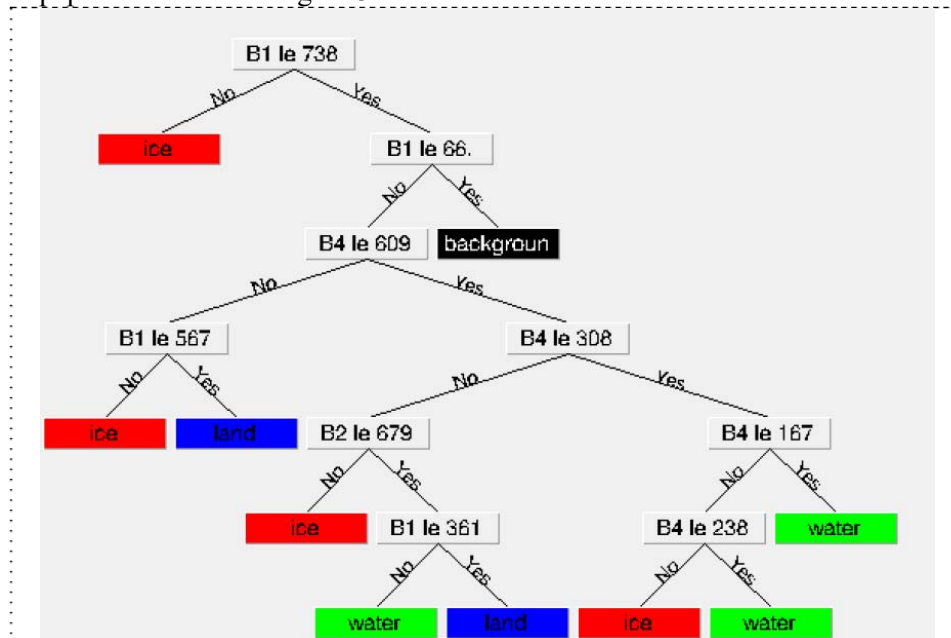 B1 le 738
No Yes
ice B1 le 66.
No Yes
B4 le 609 backgroun
No Yes
B1 le 567 B4 le 308
No Yes No Yes
ice land B2 le 679 B4 le 167
No Yes No Yes
ice B1 le 361 B4 le 238 water
No Yes No Yes
water land ice water